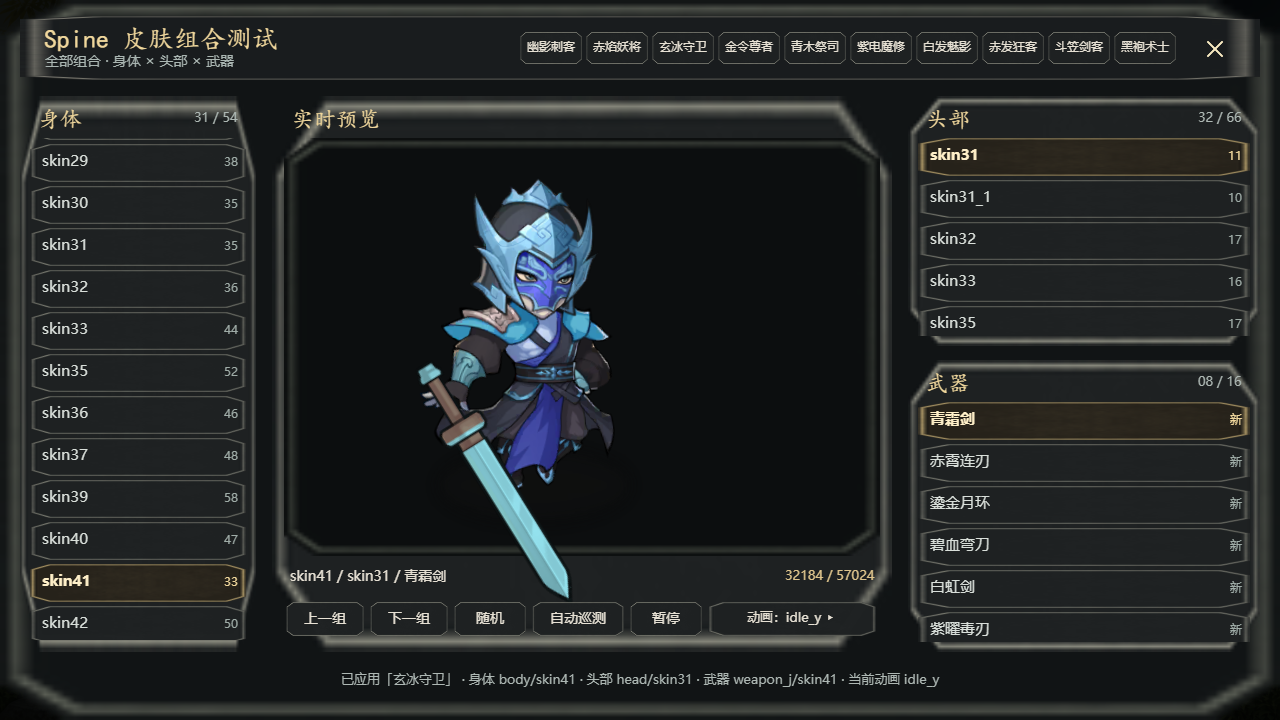 Spine 皮肤组合测试
全部组合 · 身体 × 头部 × 武器
幽影刺客 赤焰妖将 玄冰守卫 金令尊者 青木祭司 紫电魔修 白发魅影 赤发狂客 斗笠剑客 黑袍术士
身体 31 / 54
skin29 38
skin30 35
skin31 35
skin32 36
skin33 44
skin35 52
skin36 46
skin37 48
skin39 58
skin40 47
skin41 33
skin42 50
实时预览
skin41 / skin31 / 青霜剑 32184 / 57024
上一组 下一组 随机 自动巡测 暂停 动画：idle_y ▸
头部 32 / 66
skin31 11
skin31_1 10
skin32 17
skin33 16
skin35 17
武器 08 / 16
青霜剑 新
赤霄连刃 新
鎏金月环 新
碧血弯刀 新
白虹剑 新
紫曜毒刃 新
已应用「玄冰守卫」 · 身体 body/skin41 · 头部 head/skin31 · 武器 weapon_j/skin41 · 当前动画 idle_y